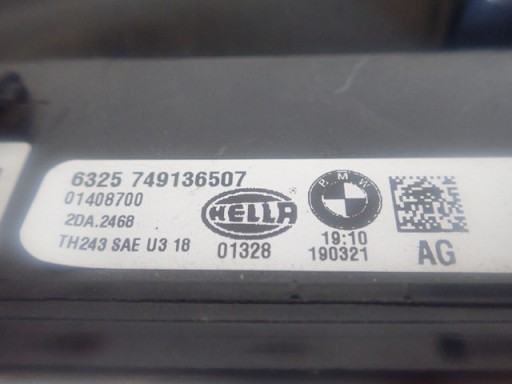 6325 749136507
01408700
2DA.2468
TH243 SAE U3 18
HELLA
01328
BMW
19:10
190321
AG